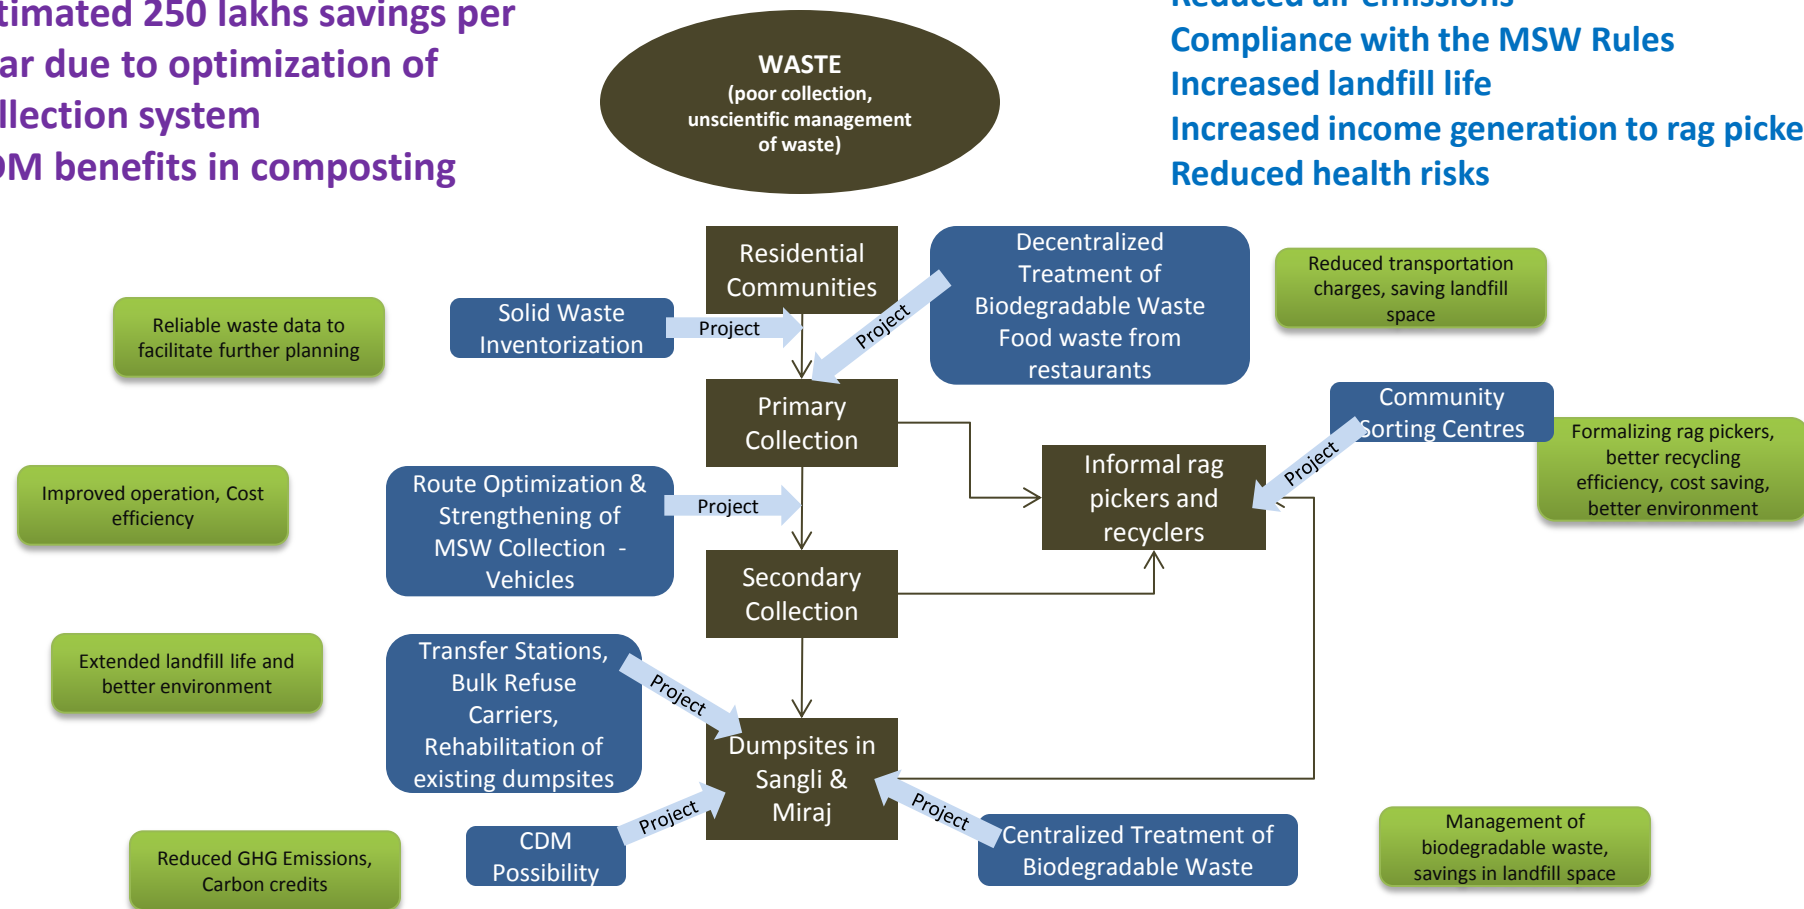 timated 250 lakhs savings per
ar due to optimization of
llection system
DM benefits in composting
WASTE
(poor collection,
unscientific management
of waste)
Reduced air emissions
Compliance with the MSW Rules
Increased landfill life
Increased income generation to rag picke
Reduced health risks
Residential
Communities
Decentralized
Treatment of
Biodegradable Waste
Food waste from
restaurants
Reduced transportation
charges, saving landfill
space
Reliable waste data to
facilitate further planning
Solid Waste
Inventorization
Project
Project
Primary
Collection
Community
Sorting Centres
Project
Formalizing rag pickers,
better recycling
efficiency, cost saving,
better environment
Informal rag
pickers and
recyclers
Improved operation, Cost
efficiency
Route Optimization &
Strengthening of
MSW Collection -
Vehicles
Project
Secondary
Collection
Extended landfill life and
better environment
Transfer Stations,
Bulk Refuse
Carriers,
Rehabilitation of
existing dumpsites
Project
Dumpsites in
Sangli &
Miraj
Reduced GHG Emissions,
Carbon credits
CDM
Possibility
Project
Project
Centralized Treatment of
Biodegradable Waste
Management of
biodegradable waste,
savings in landfill space